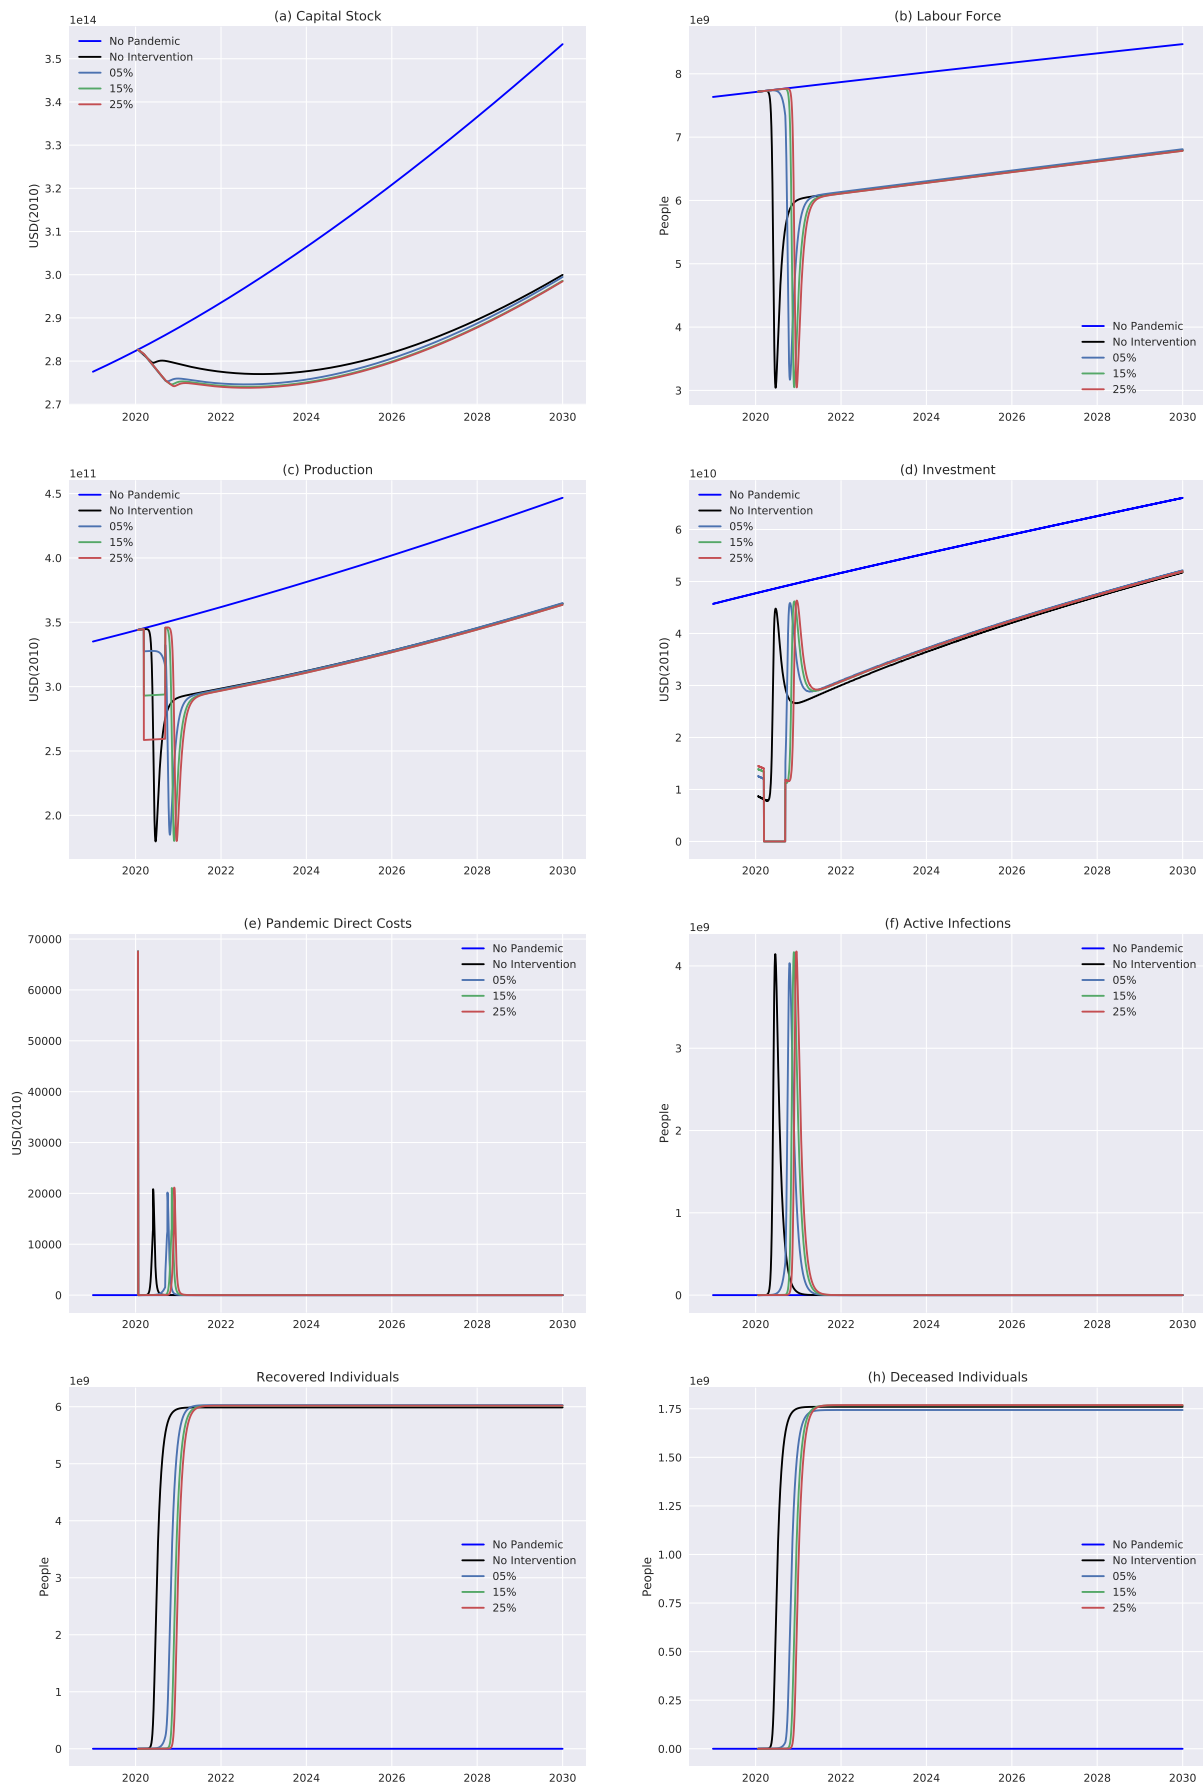 (a) Capital Stock
1e14
3.5
3.4
3.3
3.2
3.1
3.0
2.9
2.8
2.7
USD(2010)
No Pandemic
No Intervention
05%
15%
25%
2020 2022 2024 2026 2028 2030
(b) Labour Force
1e9
8
7
6
5
4
3
People
No Pandemic
No Intervention
05%
15%
25%
2020 2022 2024 2026 2028 2030
(c) Production
1e11
4.5
4.0
3.5
3.0
2.5
2.0
USD(2010)
No Pandemic
No Intervention
05%
15%
25%
2020 2022 2024 2026 2028 2030
(d) Investment
1e10
6
5
4
3
2
1
0
USD(2010)
No Pandemic
No Intervention
05%
15%
25%
2020 2022 2024 2026 2028 2030
(e) Pandemic Direct Costs
70000
60000
50000
40000
30000
20000
10000
0
USD(2010)
No Pandemic
No Intervention
05%
15%
25%
2020 2022 2024 2026 2028 2030
(f) Active Infections
1e9
4
3
2
1
0
People
No Pandemic
No Intervention
05%
15%
25%
2020 2022 2024 2026 2028 2030
Recovered Individuals
1e9
6
5
4
3
2
1
0
People
No Pandemic
No Intervention
05%
15%
25%
2020 2022 2024 2026 2028 2030
(h) Deceased Individuals
1e9
1.75
1.50
1.25
1.00
0.75
0.50
0.25
0.00
People
No Pandemic
No Intervention
05%
15%
25%
2020 2022 2024 2026 2028 2030